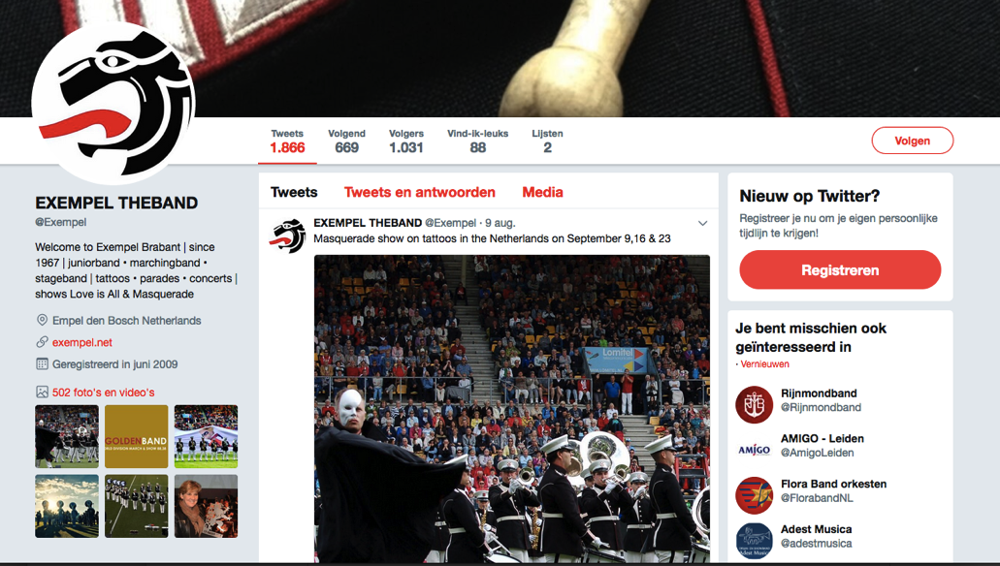 Tweets
1.866
Volgend
669
Volgers
1.031
Vind-ik-leuks
88
Lijsten
2
Volgen
EXEMPEL THEBAND
@Exempel
Welcome to Exempel Brabant | since
1967 | juniorband • marchingband •
stageband | tattoos • parades • concerts |
shows Love is All & Masquerade
Empel den Bosch Netherlands
exempel.net
Geregistreerd in juni 2009
502 foto's en video's
GOLDENBAND
Tweets
Tweets en antwoorden
Media
EXEMPEL THEBAND @Exempel · 9 aug.
Masquerade show on tattoos in the Netherlands on September 9,16 & 23
Lomitel
Nieuw op Twitter?
Registreer je nu om je eigen persoonlijke
tijdlijn te krijgen!
Registreren
Je bent misschien ook
geïnteresseerd in
· Vernieuwen
Rijnmondband
@Rijnmondband
AMIGO
AMIGO - Leiden
@AmigoLeiden
Flora Band orkesten
@FlorabandNL
Adest Musica
Adest Musica
@adestmusica